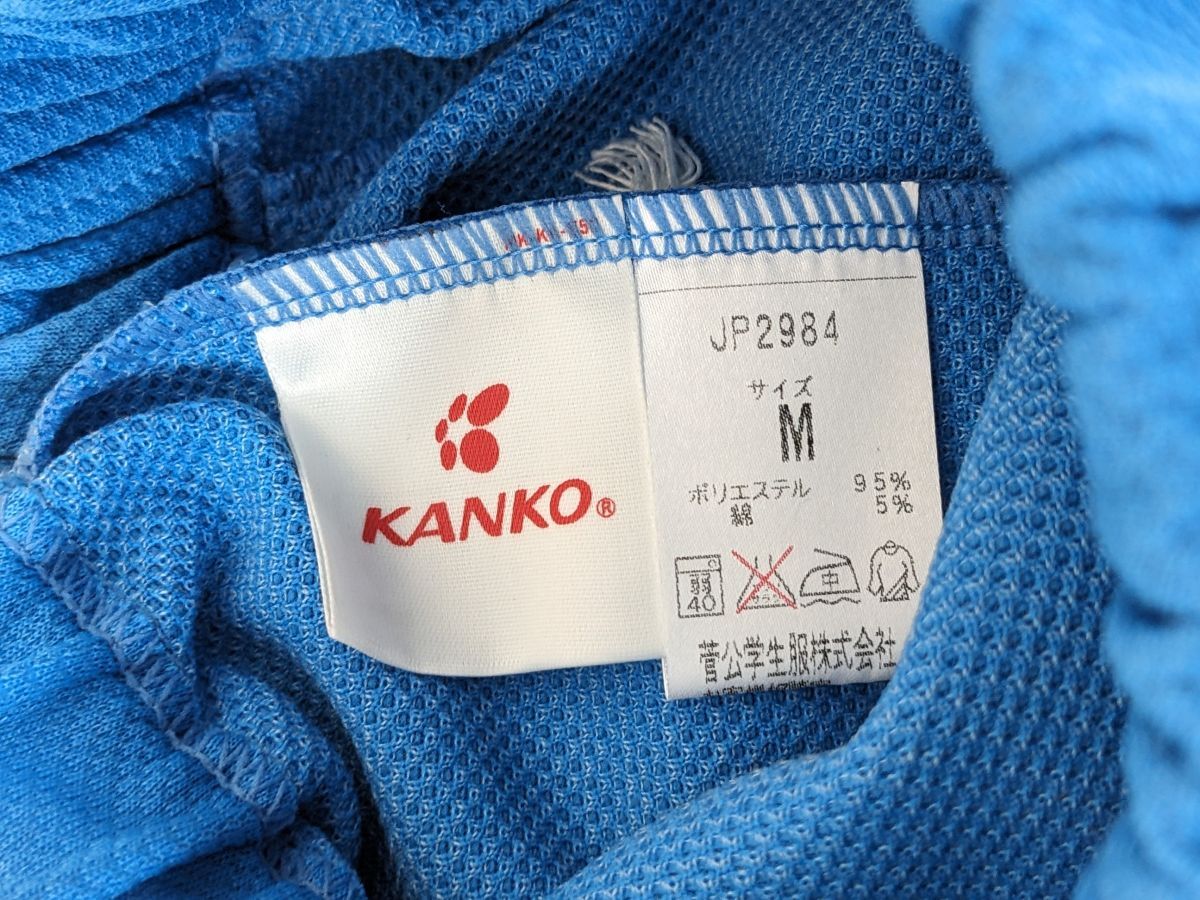 KANKO®
JP2984
サイズ
M
ポリエステル 95%
綿 5%
40
中
菅公学生服株式会社